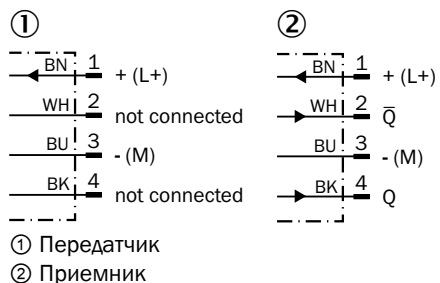 ① ②
BN 1 + (L+)
WH 2 not connected
BU 3 - (M)
BK 4 not connected
BN 1 + (L+)
WH 2 Q̅
BU 3 - (M)
BK 4 Q
① Передатчик
② Приемник